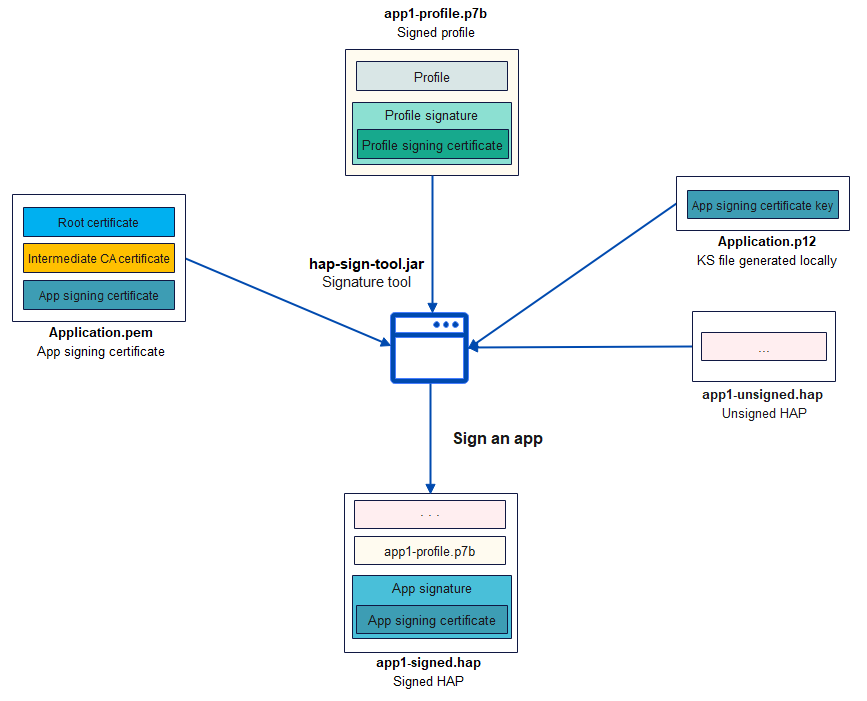 app1-profile.p7b
Signed profile
Profile
Profile signature
Profile signing certificate
Root certificate
Intermediate CA certificate
App signing certificate
Application.pem
App signing certificate
hap-sign-tool.jar
Signature tool
App signing certificate key
Application.p12
KS file generated locally
...
app1-unsigned.hap
Unsigned HAP
Sign an app
. . .
app1-profile.p7b
App signature
App signing certificate
app1-signed.hap
Signed HAP